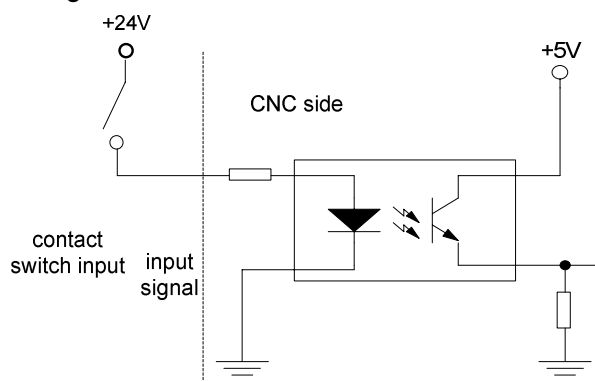 +24V
+5V
CNC side
contact
switch input
input
signal